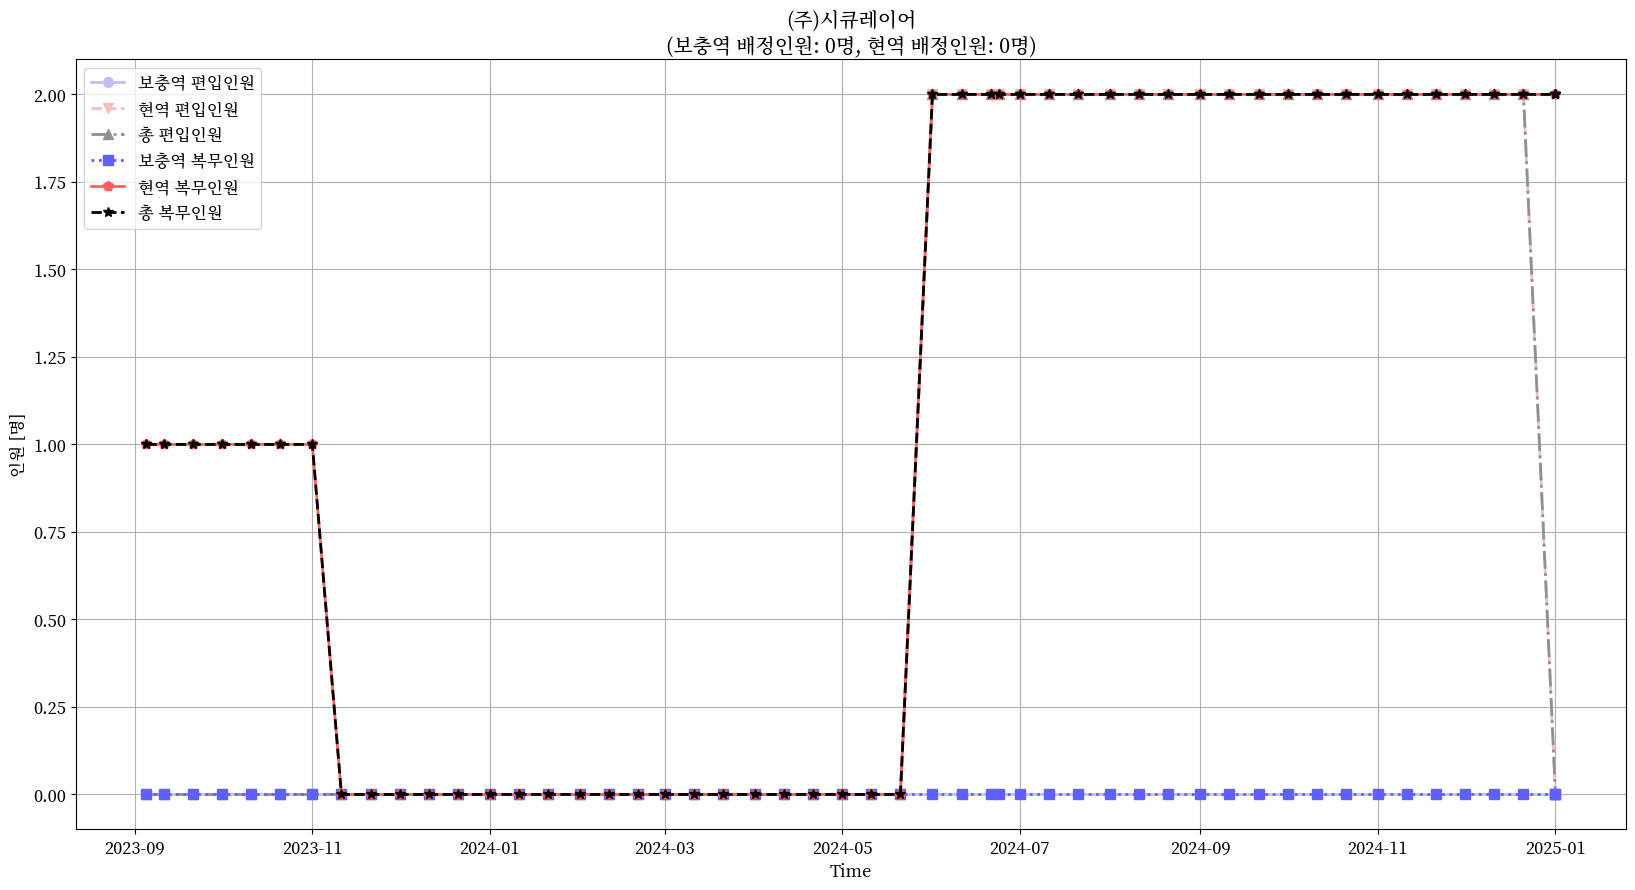 (주)시큐레이어
(보충역 배정인원: 0명, 현역 배정인원: 0명)
보충역 편입인원
현역 편입인원
총 편입인원
보충역 복무인원
현역 복무인원
총 복무인원
2.00
1.75
1.50
1.25
1.00
0.75
0.50
0.25
0.00
인원 [명]
2023-09 2023-11 2024-01 2024-03 2024-05 2024-07 2024-09 2024-11 2025-01
Time